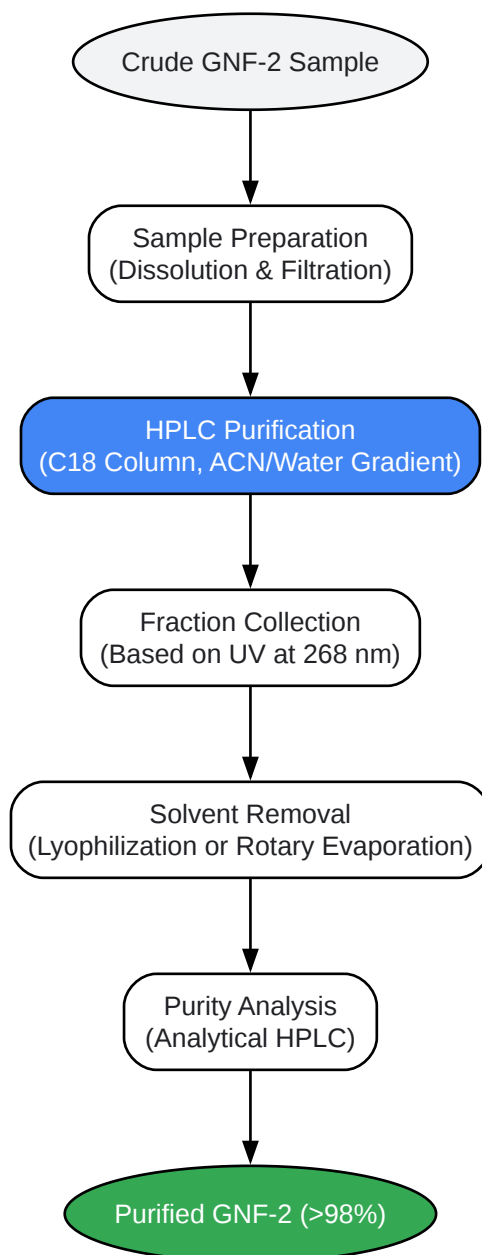 Crude GNF-2 Sample
Sample Preparation
(Dissolution & Filtration)
HPLC Purification
(C18 Column, ACN/Water Gradient)
Fraction Collection
(Based on UV at 268 nm)
Solvent Removal
(Lyophilization or Rotary Evaporation)
Purity Analysis
(Analytical HPLC)
Purified GNF-2 (>98%)